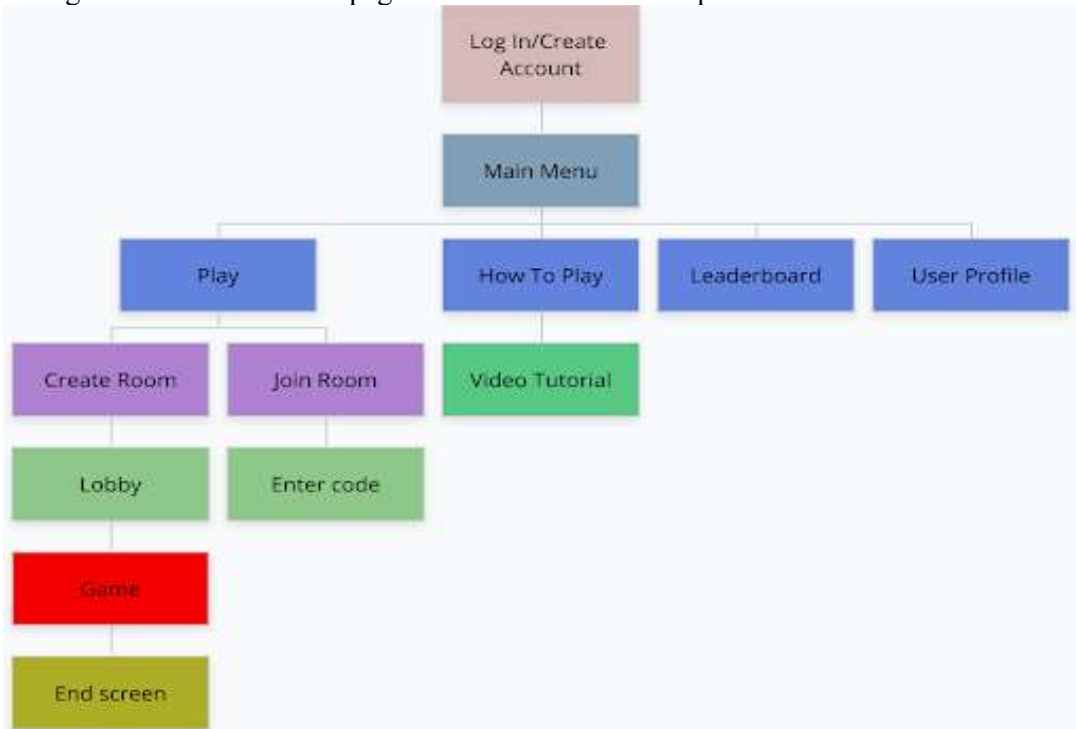 Log In/Create
Account
Main Menu
Play
How To Play
Leaderboard
User Profile
Create Room
Join Room
Video Tutorial
Lobby
Enter code
Game
End screen